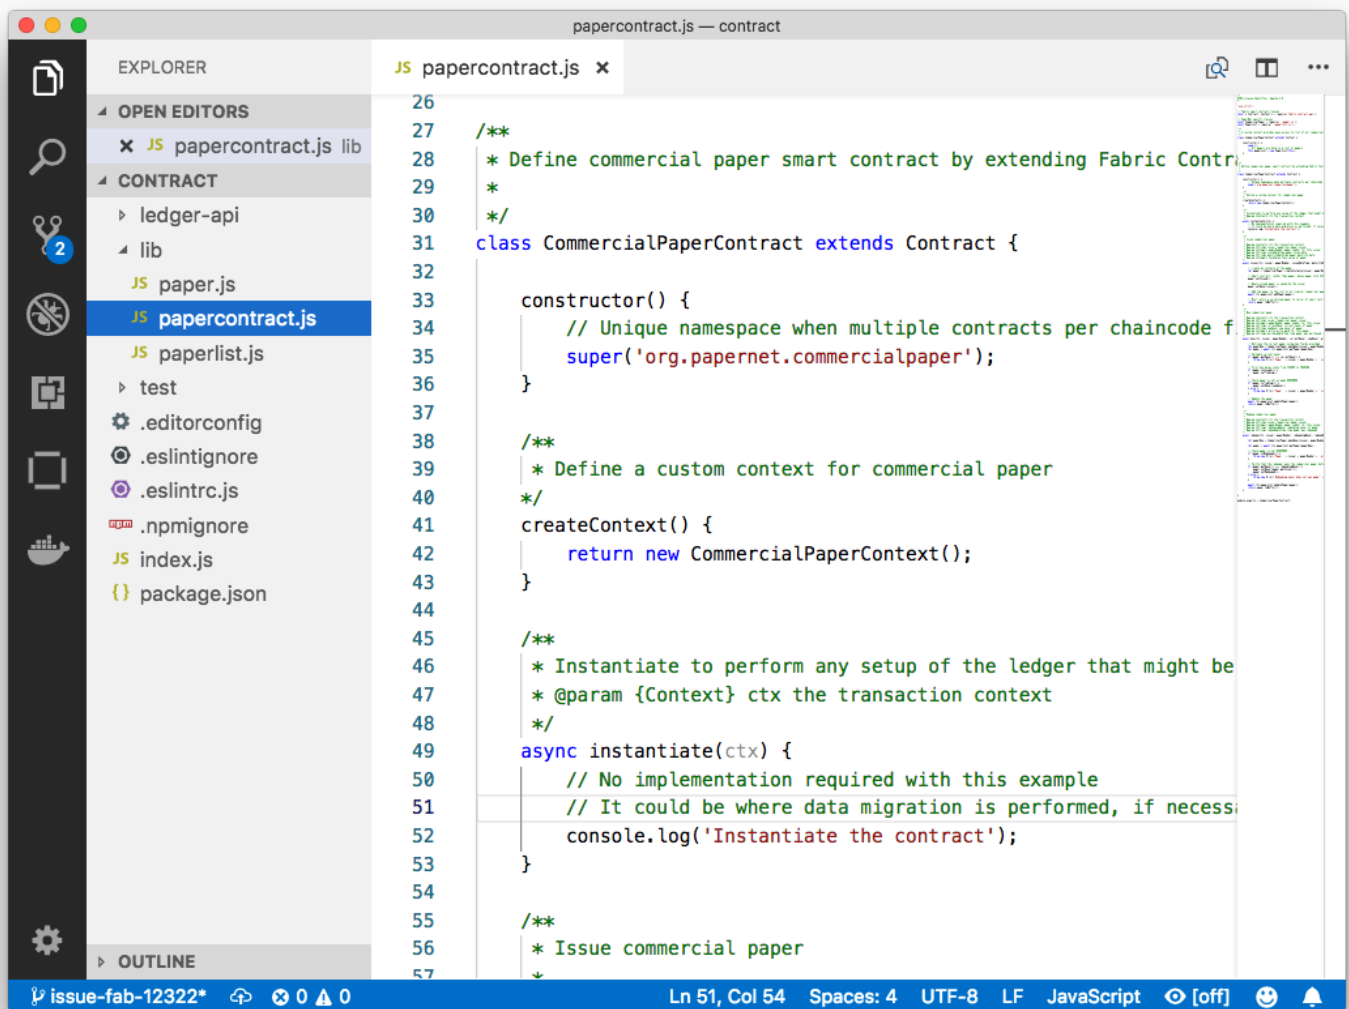 papercontract.js — contract
EXPLORER
OPEN EDITORS
JS papercontract.js lib
CONTRACT
ledger-api
lib
JS paper.js
JS papercontract.js
JS paperlist.js
test
.editorconfig
.eslintignore
.eslintrc.js
npm .npmignore
JS index.js
{} package.json
OUTLINE
2
JS papercontract.js
26
27 /**
28 * Define commercial paper smart contract by extending Fabric Contr
29 *
30 */
31 class CommercialPaperContract extends Contract {
32
33 constructor() {
34 // Unique namespace when multiple contracts per chaincode f
35 super('org.papernet.commercialpaper');
36 }
37
38 /**
39 * Define a custom context for commercial paper
40 */
41 createContext() {
42 return new CommercialPaperContext();
43 }
44
45 /**
46 * Instantiate to perform any setup of the ledger that might be
47 * @param {Context} ctx the transaction context
48 */
49 async instantiate(ctx) {
50 // No implementation required with this example
51 // It could be where data migration is performed, if necessa
52 console.log('Instantiate the contract');
53 }
54
55 /**
56 * Issue commercial paper
57 *
issue-fab-12322* 0 0 Ln 51, Col 54 Spaces: 4 UTF-8 LF JavaScript [off]